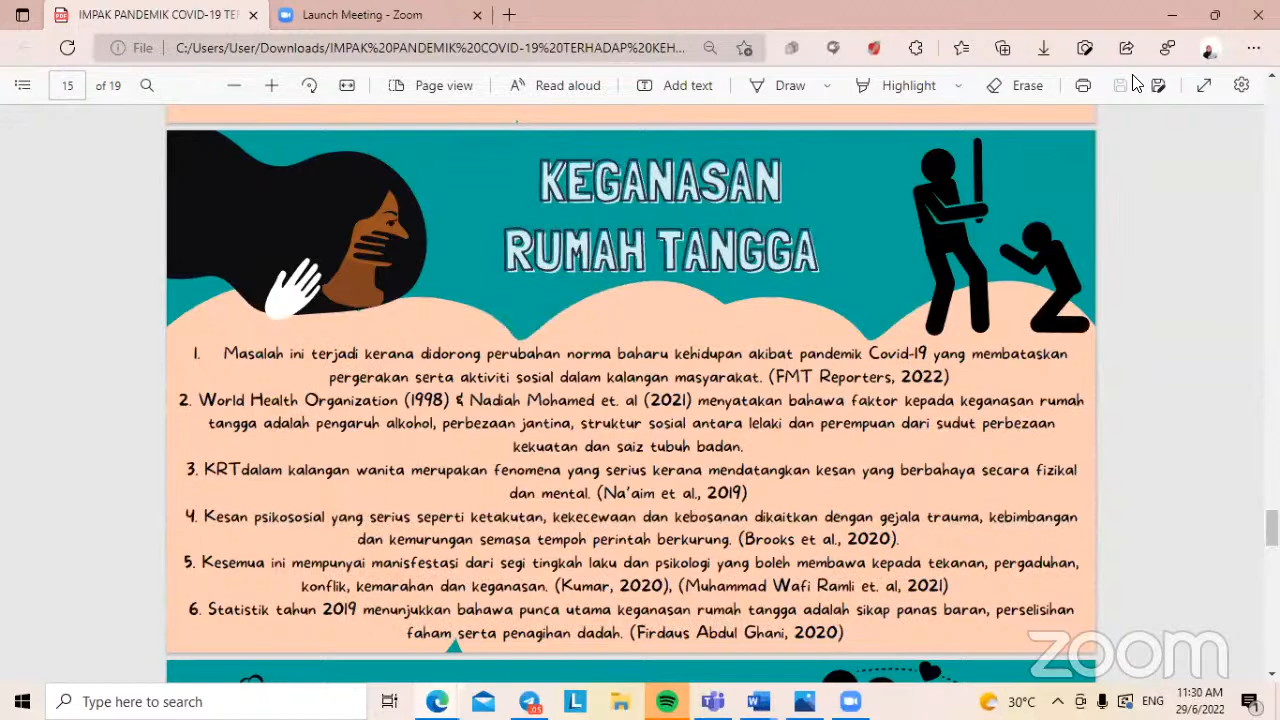 IMPAK PANDEMIK COVID-19 TER
Launch Meeting - Zoom
File
C:/Users/User/Downloads/IMPAK%20PANDEMIK%20COVID-19%20TERHADAP%20KEH...
15 of 19
Page view
Read aloud
Add text
Draw
Highlight
Erase
KEGANASAN
RUMAH TANGGA
1. Masalah ini terjadi kerana didorong perubahan norma baharu kehidupan akibat pandemik Covid-19 yang membataskan
pergerakan serta aktiviti sosial dalam kalangan masyarakat. (FMT Reporters, 2022)
2. World Health Organization (1998) & Nadiah Mohamed et. al (2021) menyatakan bahawa faktor kepada keganasan rumah
tangga adalah pengaruh alkohol, perbezaan jantina, struktur sosial antara lelaki dan perempuan dari sudut perbezaan
kekuatan dan saiz tubuh badan.
3. KRTdalam kalangan wanita merupakan fenomena yang serius kerana mendatangkan kesan yang berbahaya secara fizikal
dan mental. (Na'aim et al., 2019)
4. Kesan psikososial yang serius seperti ketakutan, kekecewaan dan kebosanan dikaitkan dengan gejala trauma, kebimbangan
dan kemurungan semasa tempoh perintah berkurung. (Brooks et al., 2020).
5. Kesemua ini mempunyai manisfestasi dari segi tingkah laku dan psikologi yang boleh membawa kepada tekanan, pergaduhan,
konflik, kemarahan dan keganasan. (Kumar, 2020), (Muhammad Wafi Ramli et. al, 2021)
6. Statistik tahun 2019 menunjukkan bahawa punca utama keganasan rumah tangga adalah sikap panas baran, perselisihan
faham serta penagihan dadah. (Firdaus Abdul Ghani, 2020)
zoom
Type here to search
30°C
ENG
11:30 AM
29/6/2022